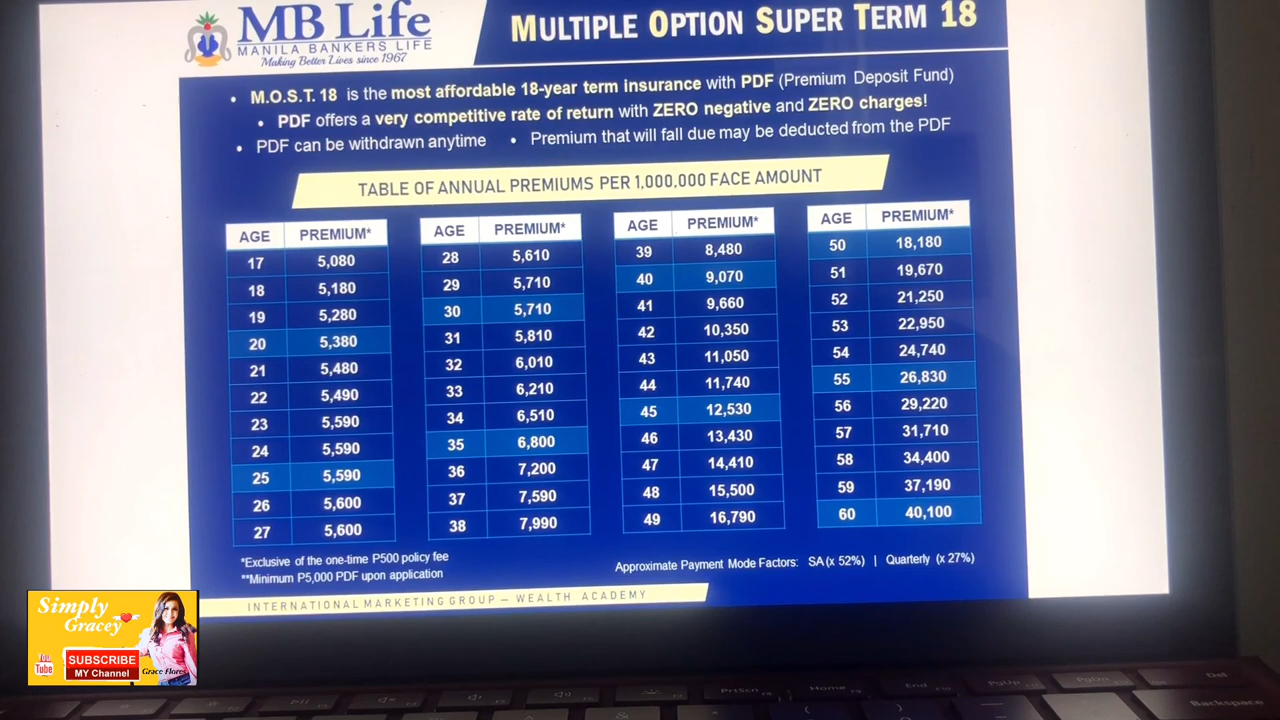 MB Life
MANILA BANKERS LIFE
Making Better Lives since 1967
MULTIPLE OPTION SUPER TERM 18
• M.O.S.T. 18 is the most affordable 18-year term insurance with PDF (Premium Deposit Fund)
• PDF offers a very competitive rate of return with ZERO negative and ZERO charges!
• PDF can be withdrawn anytime • Premium that will fall due may be deducted from the PDF
TABLE OF ANNUAL PREMIUMS PER 1,000,000 FACE AMOUNT
AGE PREMIUM* AGE PREMIUM* AGE PREMIUM* AGE PREMIUM*
17 5,080 28 5,610 39 8,480 50 18,180
18 5,180 29 5,710 40 9,070 51 19,670
19 5,280 30 5,710 41 9,660 52 21,250
20 5,380 31 5,810 42 10,350 53 22,950
21 5,480 32 6,010 43 11,050 54 24,740
22 5,490 33 6,210 44 11,740 55 26,830
23 5,590 34 6,510 45 12,530 56 29,220
24 5,590 35 6,800 46 13,430 57 31,710
25 5,590 36 7,200 47 14,410 58 34,400
26 5,600 37 7,590 48 15,500 59 37,190
27 5,600 38 7,990 49 16,790 60 40,100
*Exclusive of the one-time P500 policy fee
**Minimum P5,000 PDF upon application
Approximate Payment Mode Factors: SA (x 52%) | Quarterly (x 27%)
INTERNATIONAL MARKETING GROUP – WEALTH ACADEMY
Simply
Gracey
You
Tube
SUBSCRIBE
MY Channel
Grace Flores
PrtScn Home End PgUp PgDn Del
Backspace